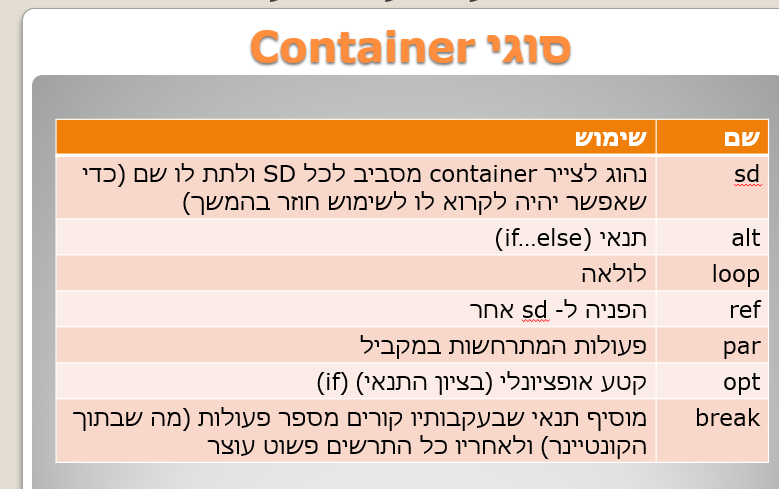 סוגי Container
שם שימוש
sd נהוג לצייר container מסביב לכל SD ולתת לו שם (כדי
שאפשר יהיה לקרוא לו לשימוש חוזר בהמשך)
alt תנאי (if...else)
loop לולאה
ref הפניה ל- sd אחר
par פעולות המתרחשות במקביל
opt קטע אופציונלי (בציון התנאי) (if)
break מוסיף תנאי שבעקבותיו קורים מספר פעולות (מה שבתוך
הקונטיינר) ולאחריו כל התרשים פשוט עוצר